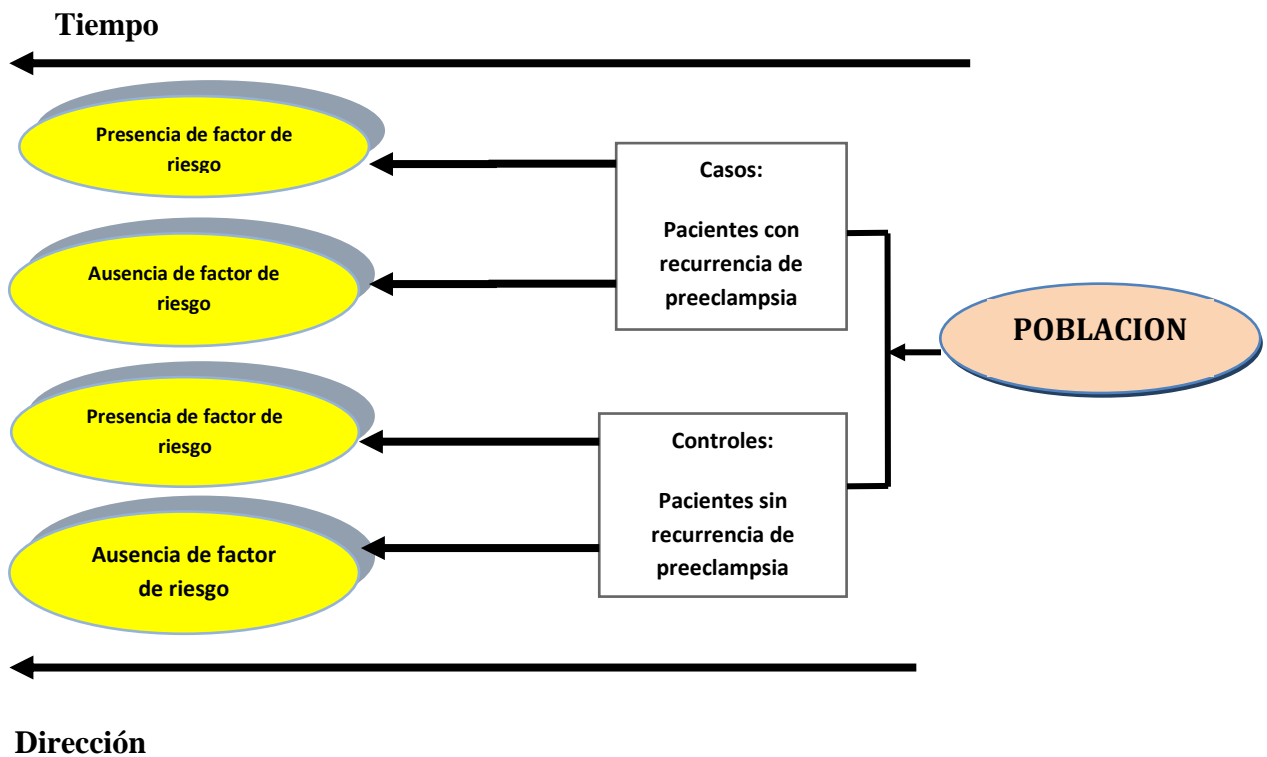 Tiempo
Presencia de factor de
riesgo
Ausencia de factor de
riesgo
Presencia de factor de
riesgo
Ausencia de factor
de riesgo
Casos:
Pacientes con
recurrencia de
preeclampsia
Controles:
Pacientes sin
recurrencia de
preeclampsia
POBLACION
Dirección